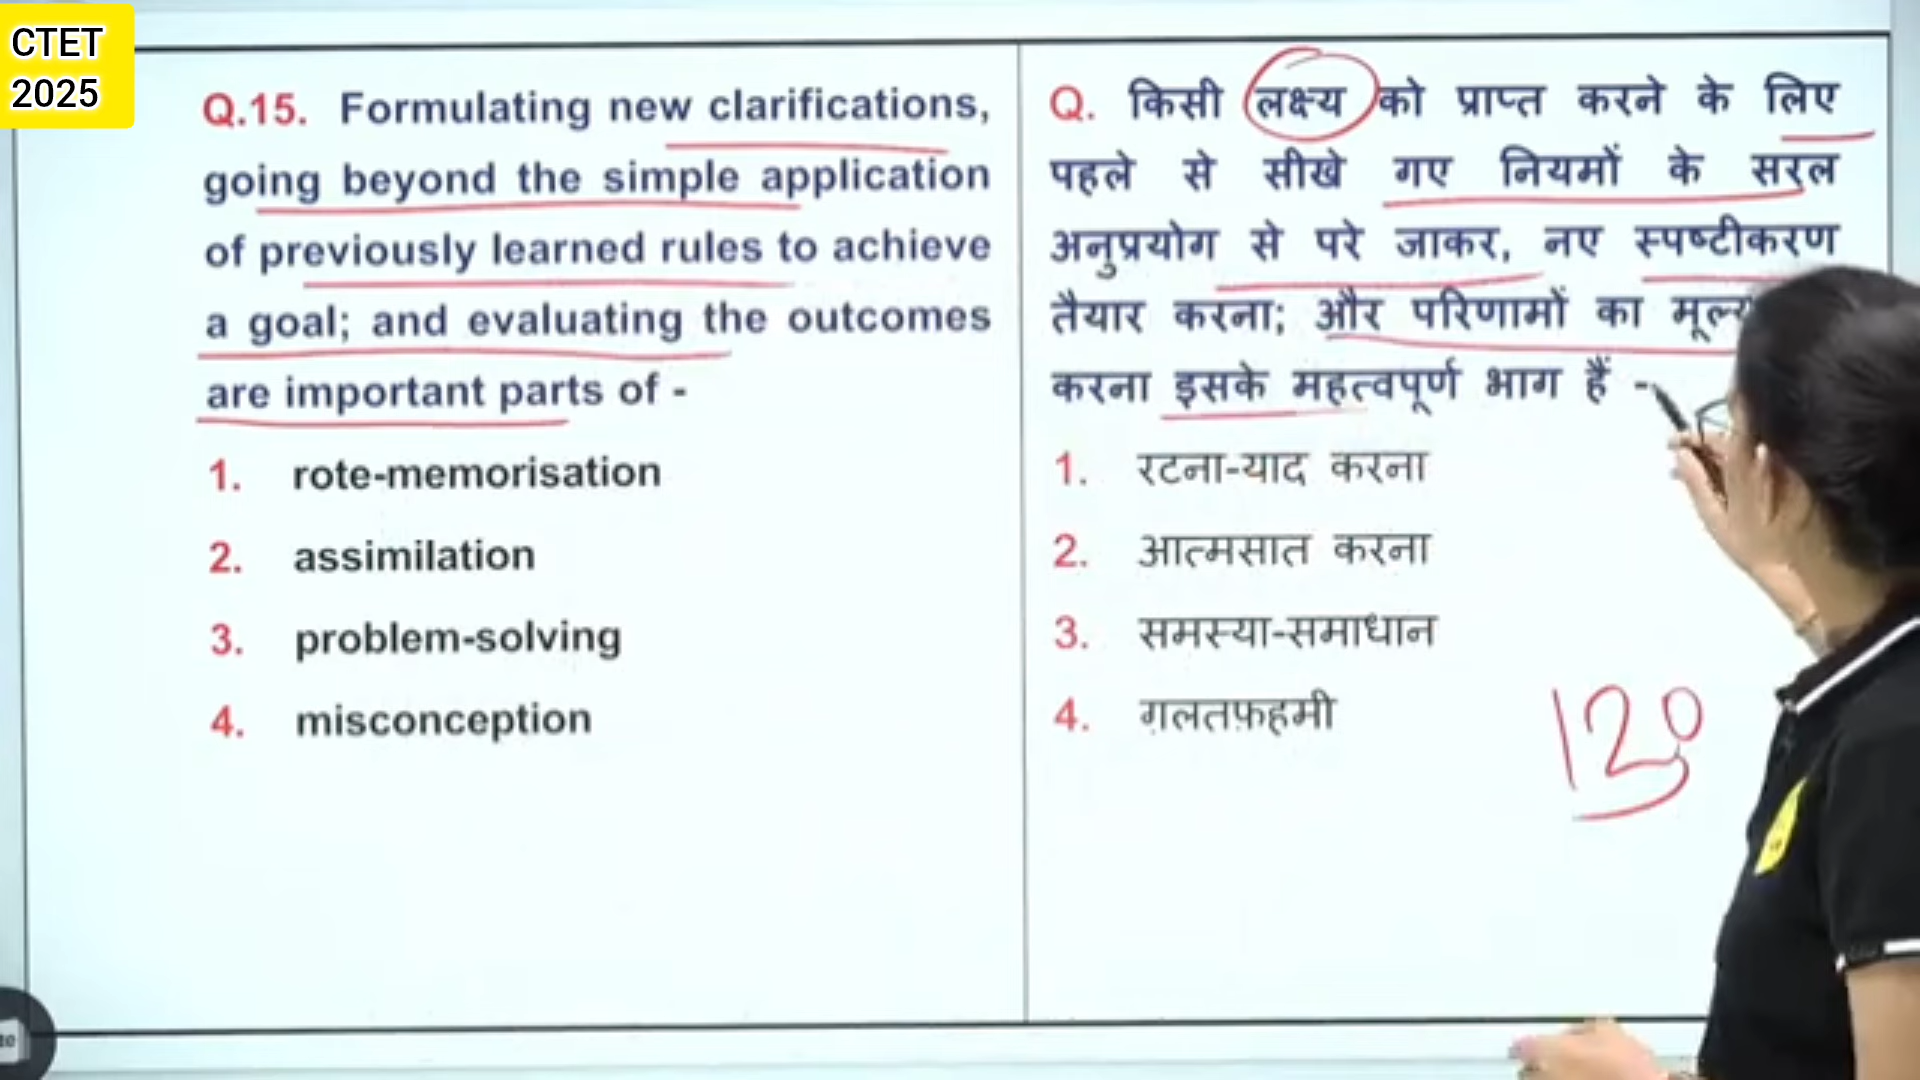 CTET
2025
Q.15. Formulating new clarifications,
going beyond the simple application
of previously learned rules to achieve
a goal; and evaluating the outcomes
are important parts of -
1. rote-memorisation
2. assimilation
3. problem-solving
4. misconception
Q. किसी लक्ष्य को प्राप्त करने के लिए
पहले से सीखे गए नियमों के सरल
अनुप्रयोग से परे जाकर, नए स्पष्टीकरण
तैयार करना; और परिणामों का
करना इसके महत्वपूर्ण भाग हैं -
1. रटना-याद करना
2. आत्मसात करना
3. समस्या-समाधान
4. ग़लतफ़हमी
120